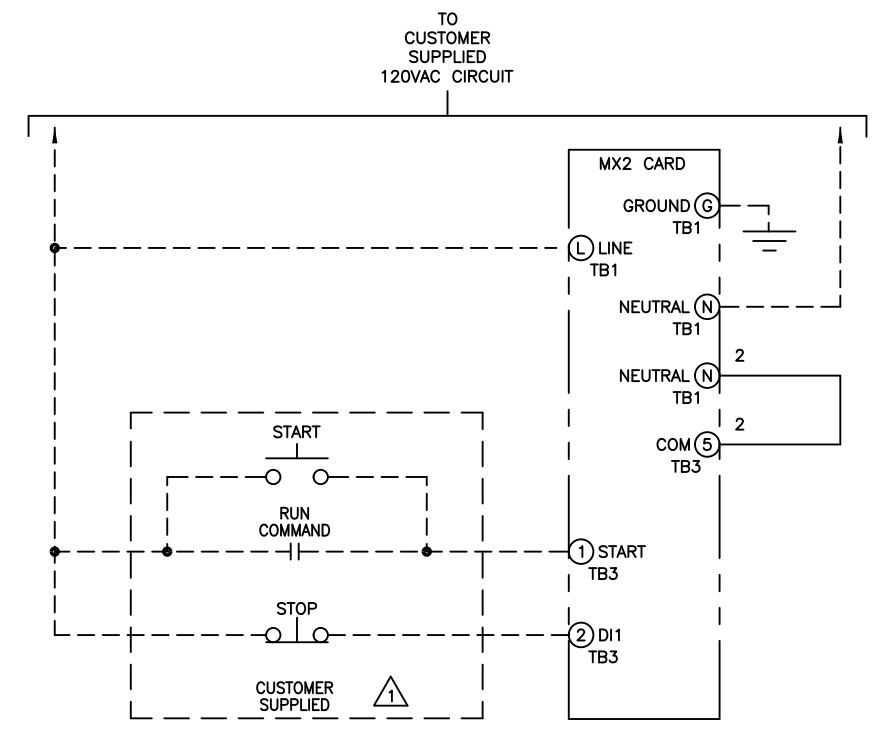 TO
CUSTOMER
SUPPLIED
120VAC CIRCUIT
MX2 CARD
GROUND G
TB1
L LINE
TB1
NEUTRAL N
TB1
2
NEUTRAL N
TB1
2
COM 5
TB3
START
RUN
COMMAND
1 START
TB3
STOP
2 DI1
TB3
CUSTOMER
SUPPLIED
1